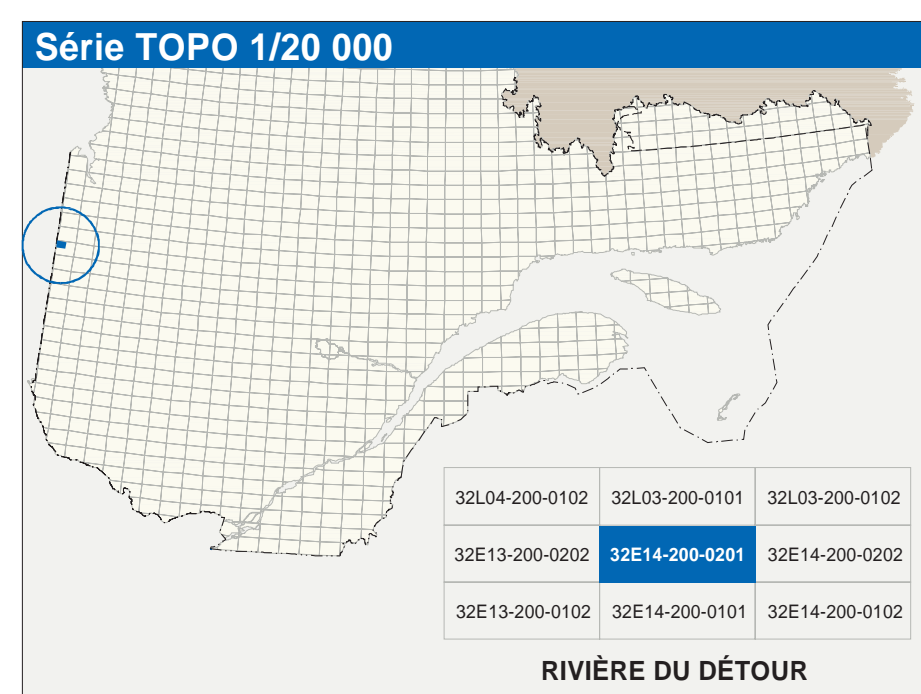 Série TOPO 1/20 000
32L04-200-0102 32L03-200-0101 32L03-200-0102
32E13-200-0202 32E14-200-0201 32E14-200-0202
32E13-200-0102 32E14-200-0101 32E14-200-0102
RIVIÈRE DU DÉTOUR